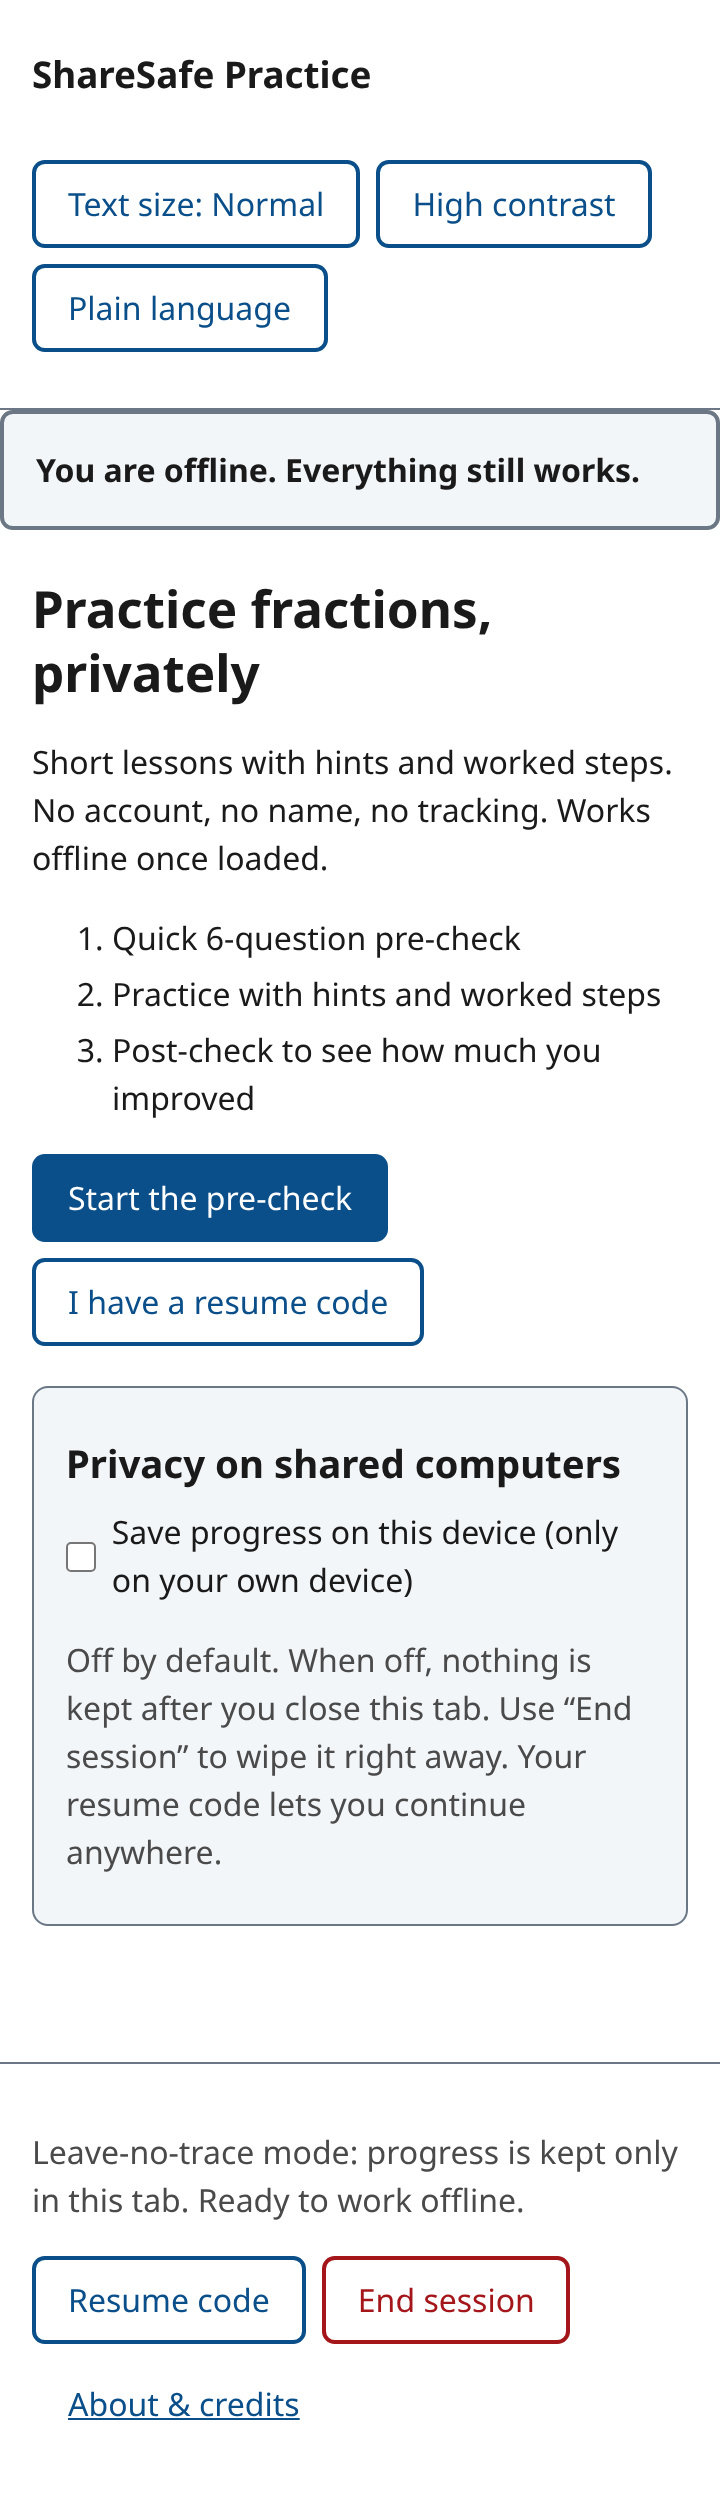 ShareSafe Practice
Text size: Normal
High contrast
Plain language
You are offline. Everything still works.
Practice fractions,
privately
Short lessons with hints and worked steps.
No account, no name, no tracking. Works
offline once loaded.
1. Quick 6-question pre-check
2. Practice with hints and worked steps
3. Post-check to see how much you
improved
Start the pre-check
I have a resume code
Privacy on shared computers
Save progress on this device (only
on your own device)
Off by default. When off, nothing is
kept after you close this tab. Use “End
session” to wipe it right away. Your
resume code lets you continue
anywhere.
Leave-no-trace mode: progress is kept only
in this tab. Ready to work offline.
Resume code
End session
About & credits